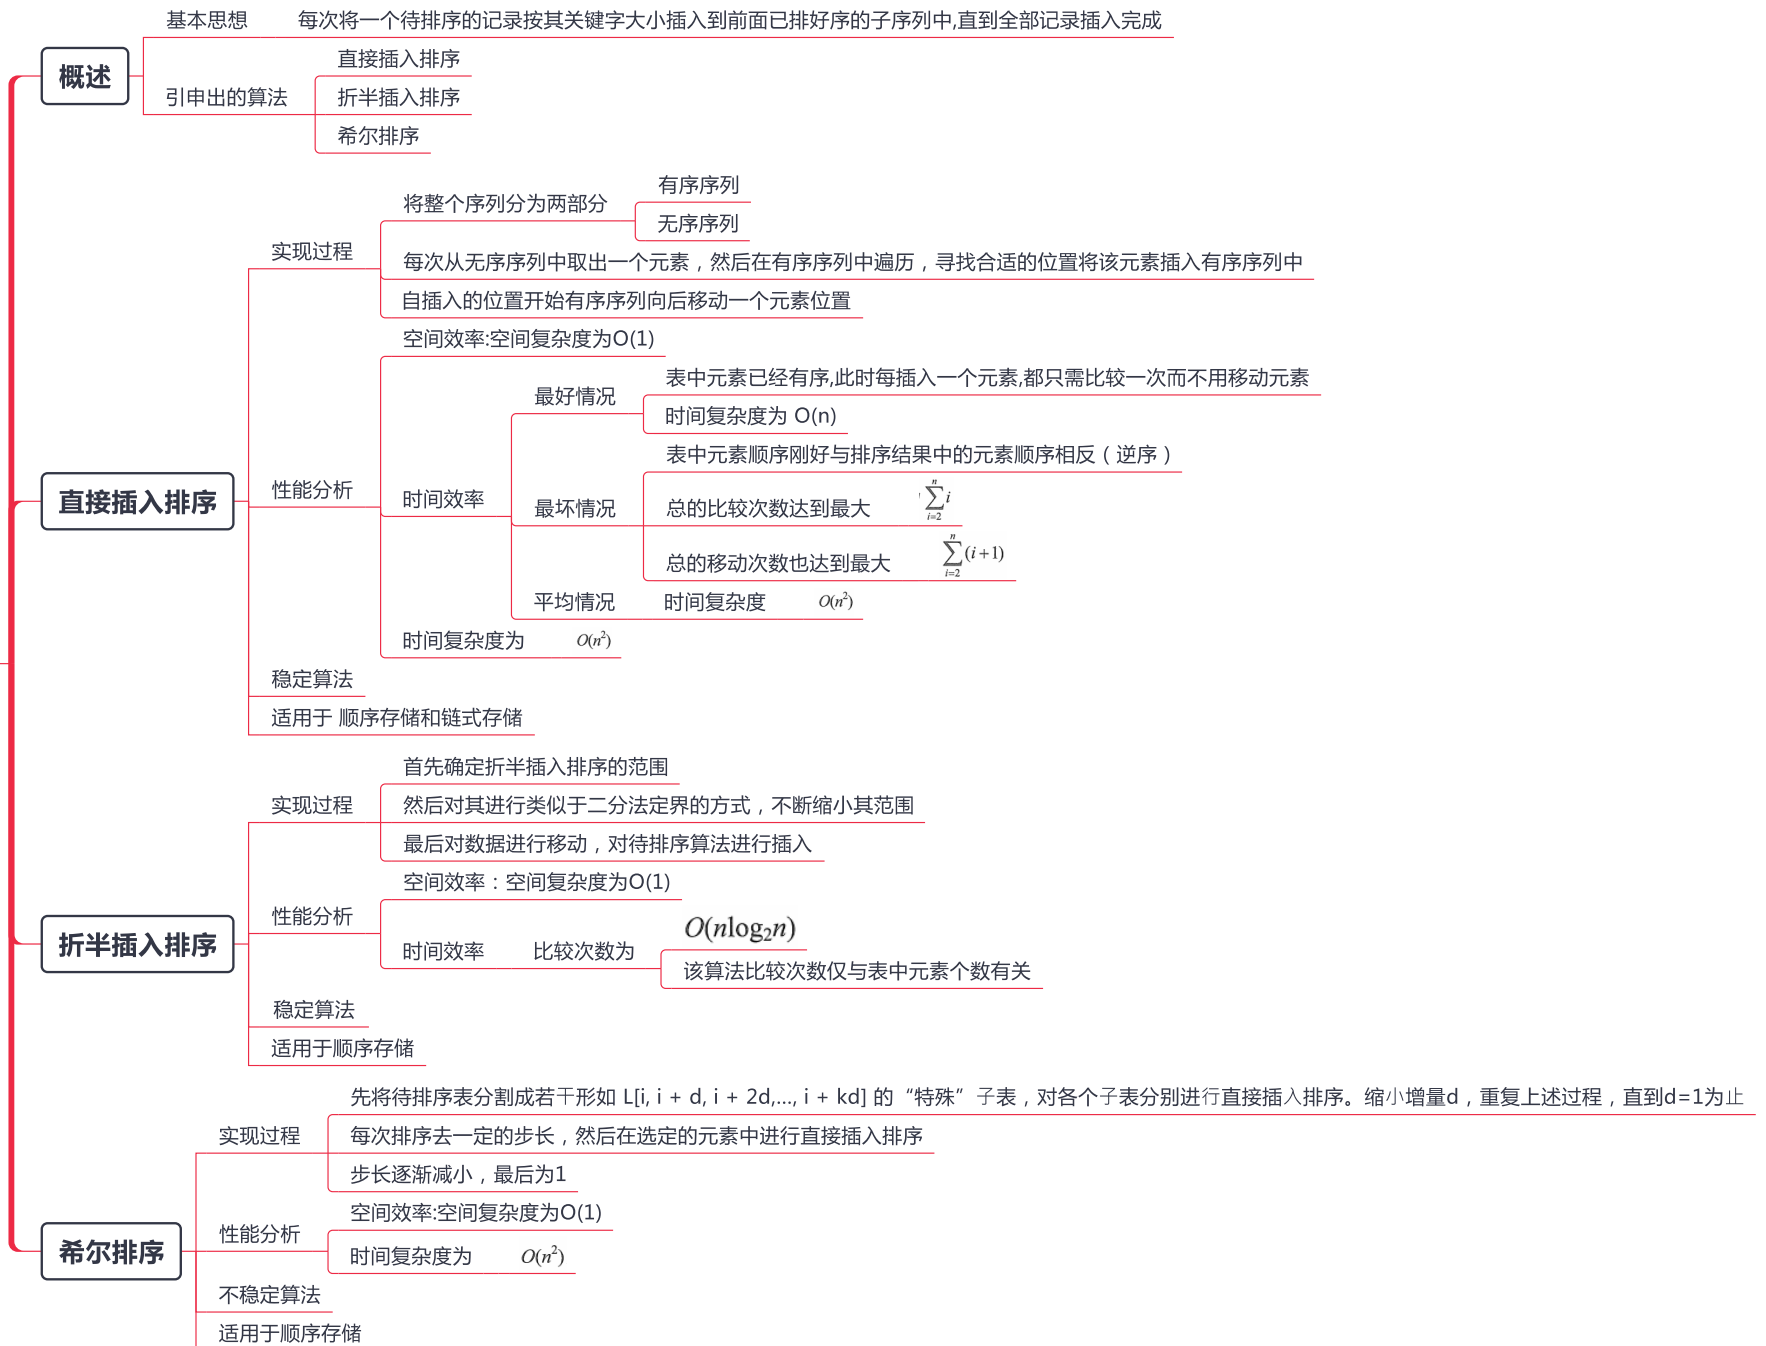 概述
基本思想
每次将一个待排序的记录按其关键字大小插入到前面已排好序的子序列中,直到全部记录插入完成
引申出的算法
直接插入排序
折半插入排序
希尔排序
直接插入排序
实现过程
将整个序列分为两部分
有序序列
无序序列
每次从无序序列中取出一个元素，然后在有序序列中遍历，寻找合适的位置将该元素插入有序序列中
自插入的位置开始有序序列向后移动一个元素位置
性能分析
空间效率:空间复杂度为O(1)
时间效率
最好情况
表中元素已经有序,此时每插入一个元素,都只需比较一次而不用移动元素
时间复杂度为 O(n)
最坏情况
表中元素顺序刚好与排序结果中的元素顺序相反（逆序）
总的比较次数达到最大 \sum_{i=2}^{n} i
总的移动次数也达到最大 \sum_{i=2}^{n} (i+1)
平均情况
时间复杂度 O(n²)
时间复杂度为 O(n²)
稳定算法
适用于 顺序存储和链式存储
折半插入排序
实现过程
首先确定折半插入排序的范围
然后对其进行类似于二分法定界的方式，不断缩小其范围
最后对数据进行移动，对待排序算法进行插入
性能分析
空间效率：空间复杂度为O(1)
时间效率
比较次数为
O(nlog₂n)
该算法比较次数仅与表中元素个数有关
稳定算法
适用于顺序存储
希尔排序
实现过程
先将待排序表分割成若干形如 L[i, i + d, i + 2d,..., i + kd] 的“特殊”子表，对各个子表分别进行直接插入排序。缩小增量d，重复上述过程，直到d=1为止
每次排序去一定的步长，然后在选定的元素中进行直接插入排序
步长逐渐减小，最后为1
性能分析
空间效率:空间复杂度为O(1)
时间复杂度为 O(n²)
不稳定算法
适用于顺序存储